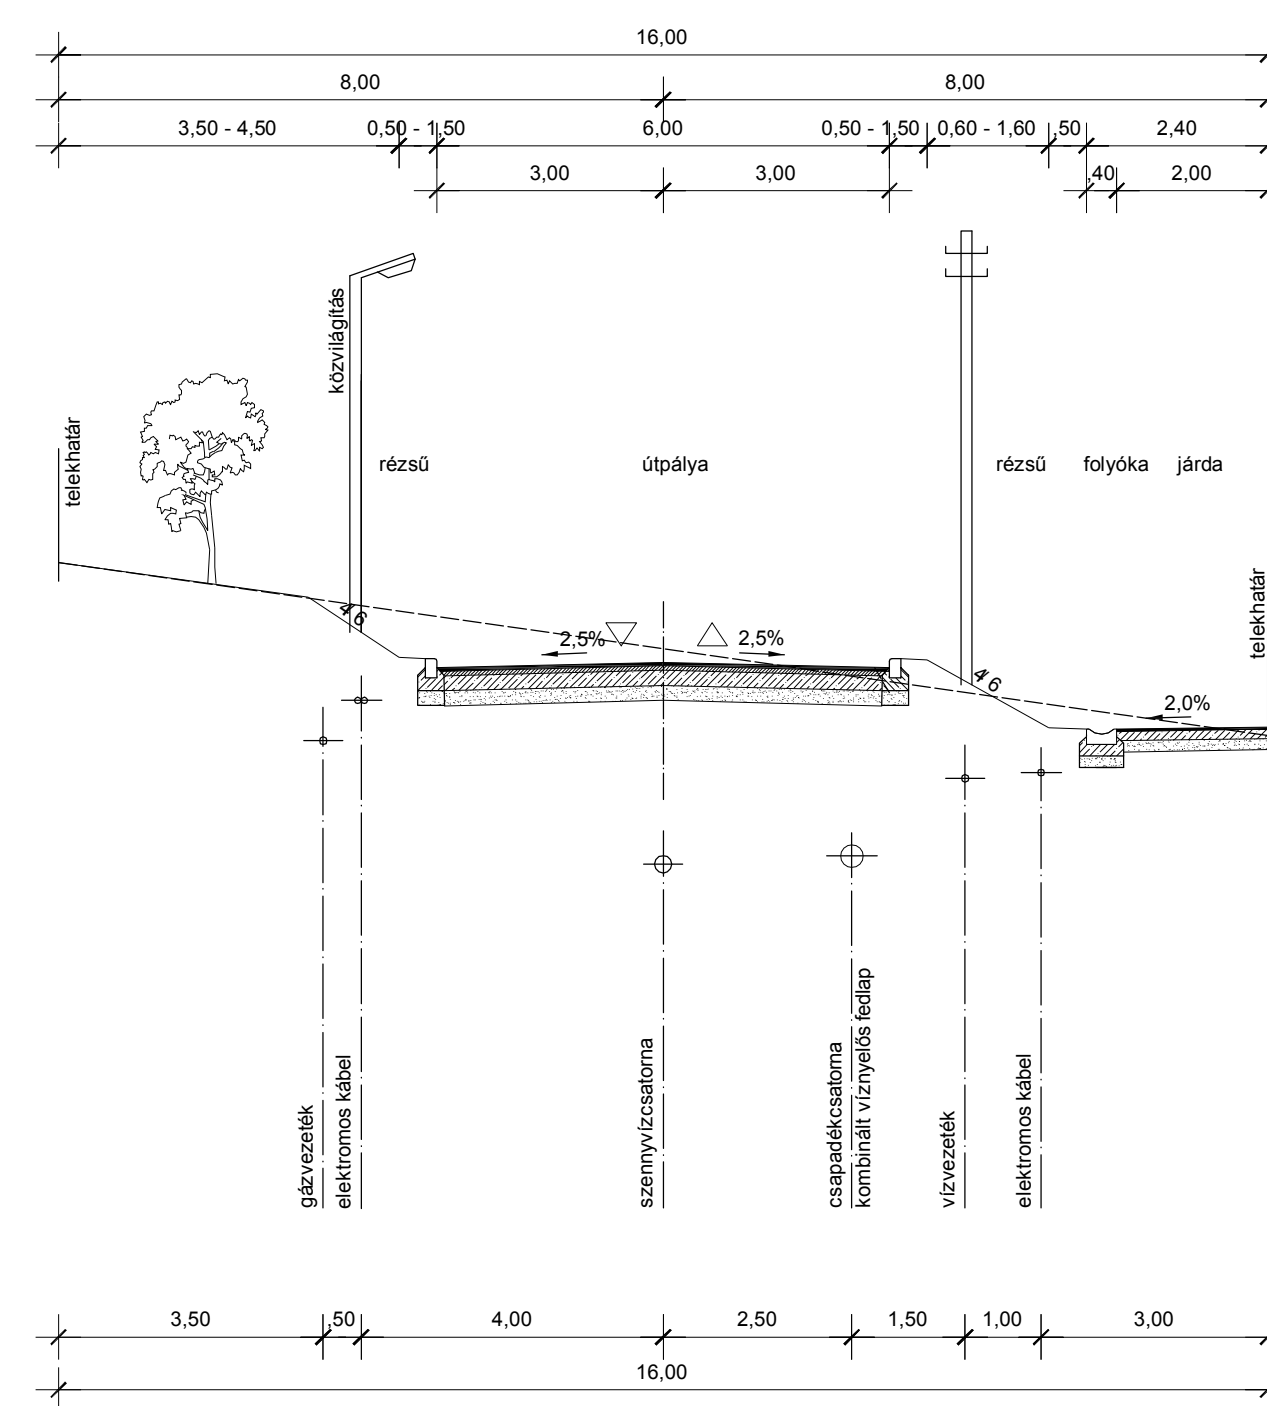 16,00
8,00 8,00
3,50 - 4,50 0,50 - 1,50 6,00 0,50 - 1,50 0,60 - 1,60 ,50 2,40
3,00 3,00 ,40 2,00
közvilágítás
telekhatár
rézsű útpálya rézsű folyóka járda
telekhatár
4 6
2,5% 2,5%
4 6
2,0%
gázvezeték
elektromos kábel
szennyvízcsatorna
csapadékcsatorna
kombinált víznyelős fedlap
vízvezeték
elektromos kábel
3,50 ,50 4,00 2,50 1,50 1,00 3,00
16,00